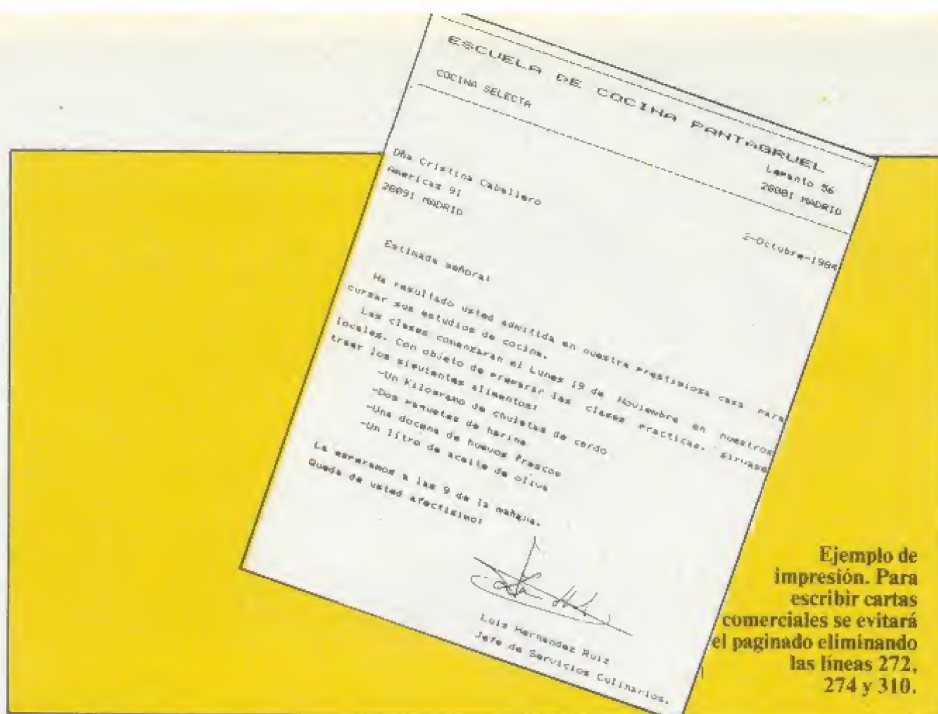 ESCUELA DE COCINA PANTAGRUEL
COCINA SELECTA
Lepanto 56
28001 MADRID
Dña Cristina Caballero
Americas 91
28091 MADRID
2-Octubre-1984
Estimada señora:
Ha resultado usted admitida en nuestra prestigiosa casa para
cursar sus estudios de cocina.
Las clases comenzaran el Lunes 19 de Noviembre en nuestros
locales. Con objeto de preparar las clases practicas, sirvase
traer los siguientes alimentos:
-Un Kilogramo de chuletas de cerdo
-Dos paquetes de harina
-Una docena de huevos frescos
-Un litro de aceite de oliva
La esperamos a las 9 de la mañana.
Queda de usted afectisimo:
Luis Hernandez Ruiz
Jefe de Servicios Culinarios.
Ejemplo de
impresión. Para
escribir cartas
comerciales se evitará
el paginado eliminando
las líneas 272,
274 y 310.